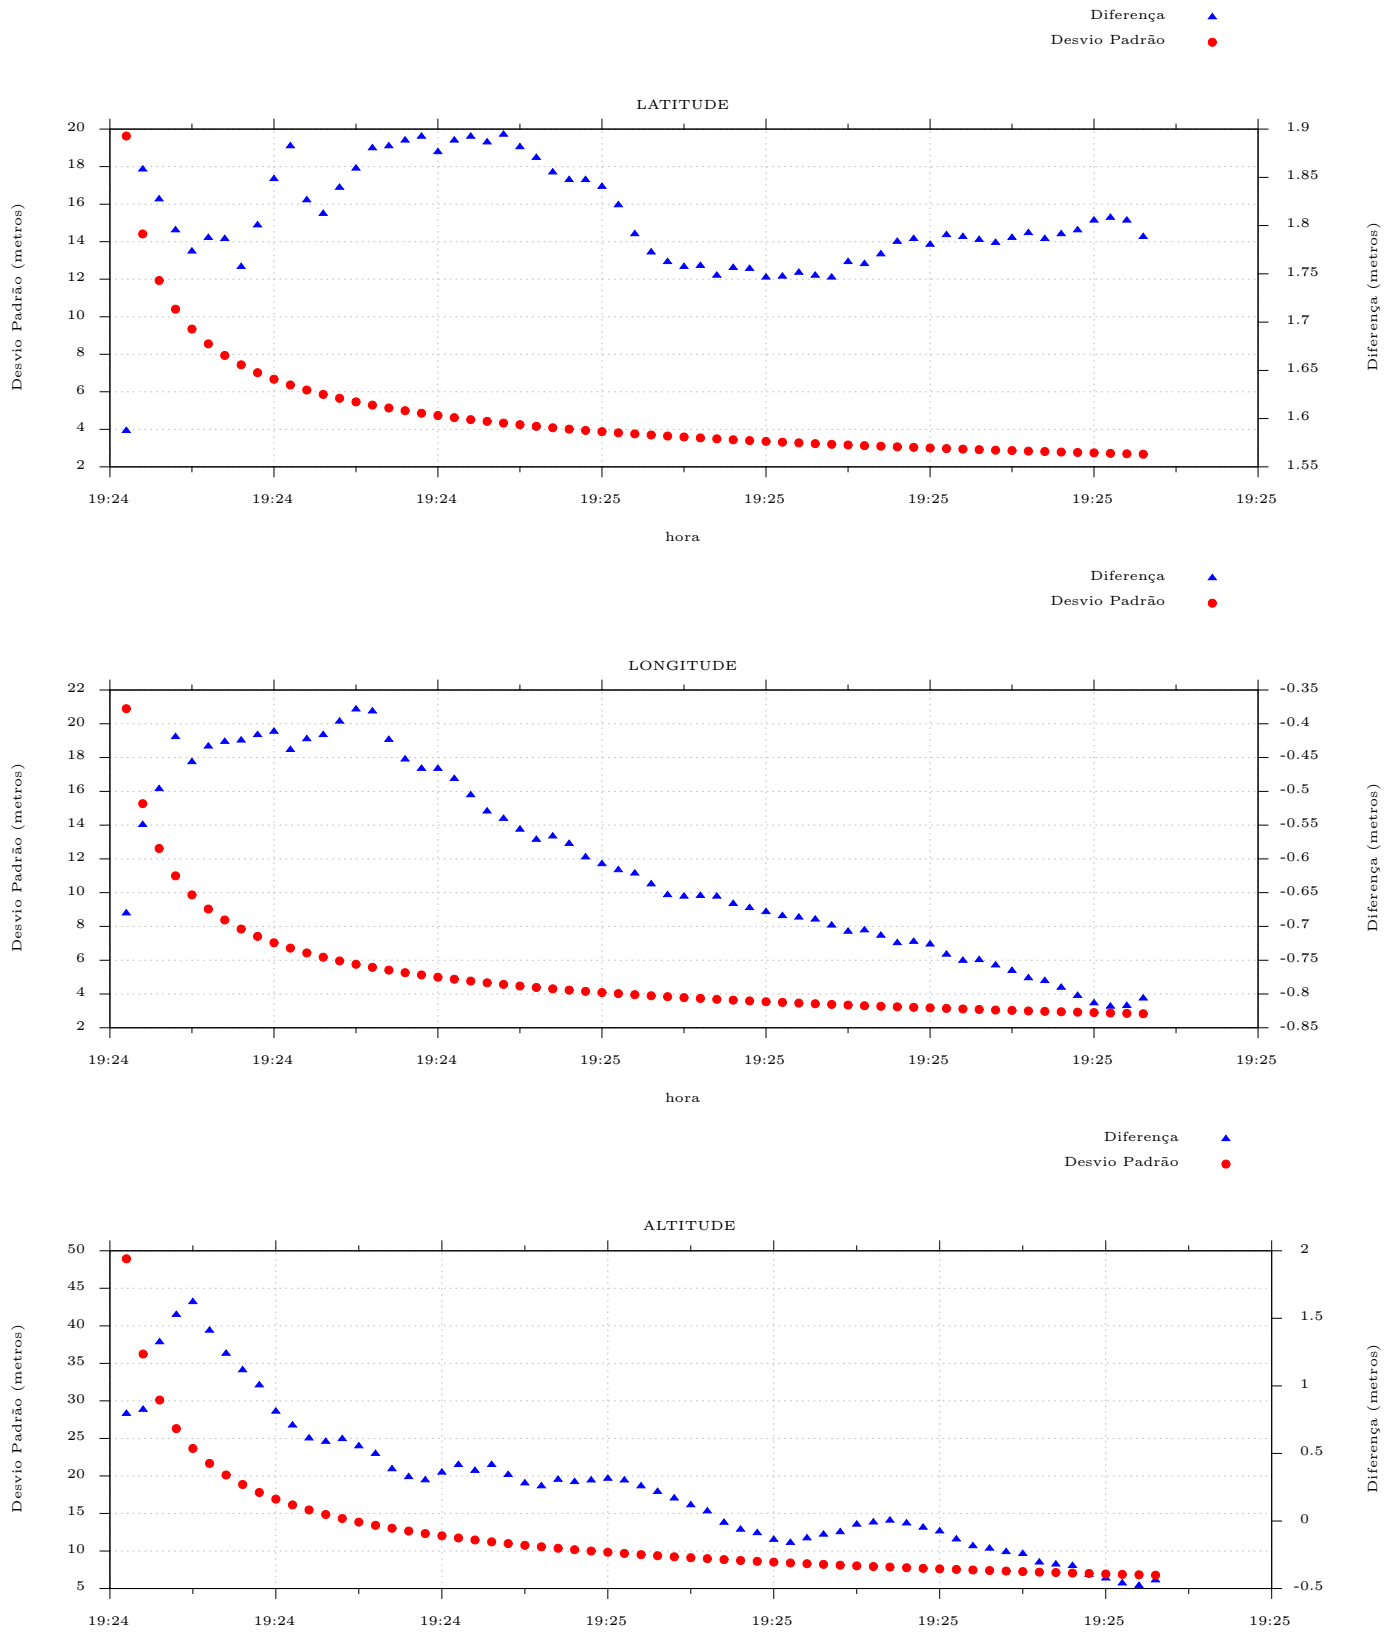 Diferença
Desvio Padrão
LATITUDE
20
18
16
14
12
10
8
6
4
2
1.9
1.85
1.8
1.75
1.7
1.65
1.6
1.55
Desvio Padrão (metros)
Diferença (metros)
19:24 19:24 19:24 19:25 19:25 19:25 19:25 19:25
hora
Diferença
Desvio Padrão
LONGITUDE
22
20
18
16
14
12
10
8
6
4
2
-0.35
-0.4
-0.45
-0.5
-0.55
-0.6
-0.65
-0.7
-0.75
-0.8
-0.85
Desvio Padrão (metros)
Diferença (metros)
19:24 19:24 19:24 19:25 19:25 19:25 19:25 19:25
hora
Diferença
Desvio Padrão
ALTITUDE
50
45
40
35
30
25
20
15
10
5
2
1.5
1
0.5
0
-0.5
Desvio Padrão (metros)
Diferença (metros)
19:24 19:24 19:24 19:25 19:25 19:25 19:25 19:25